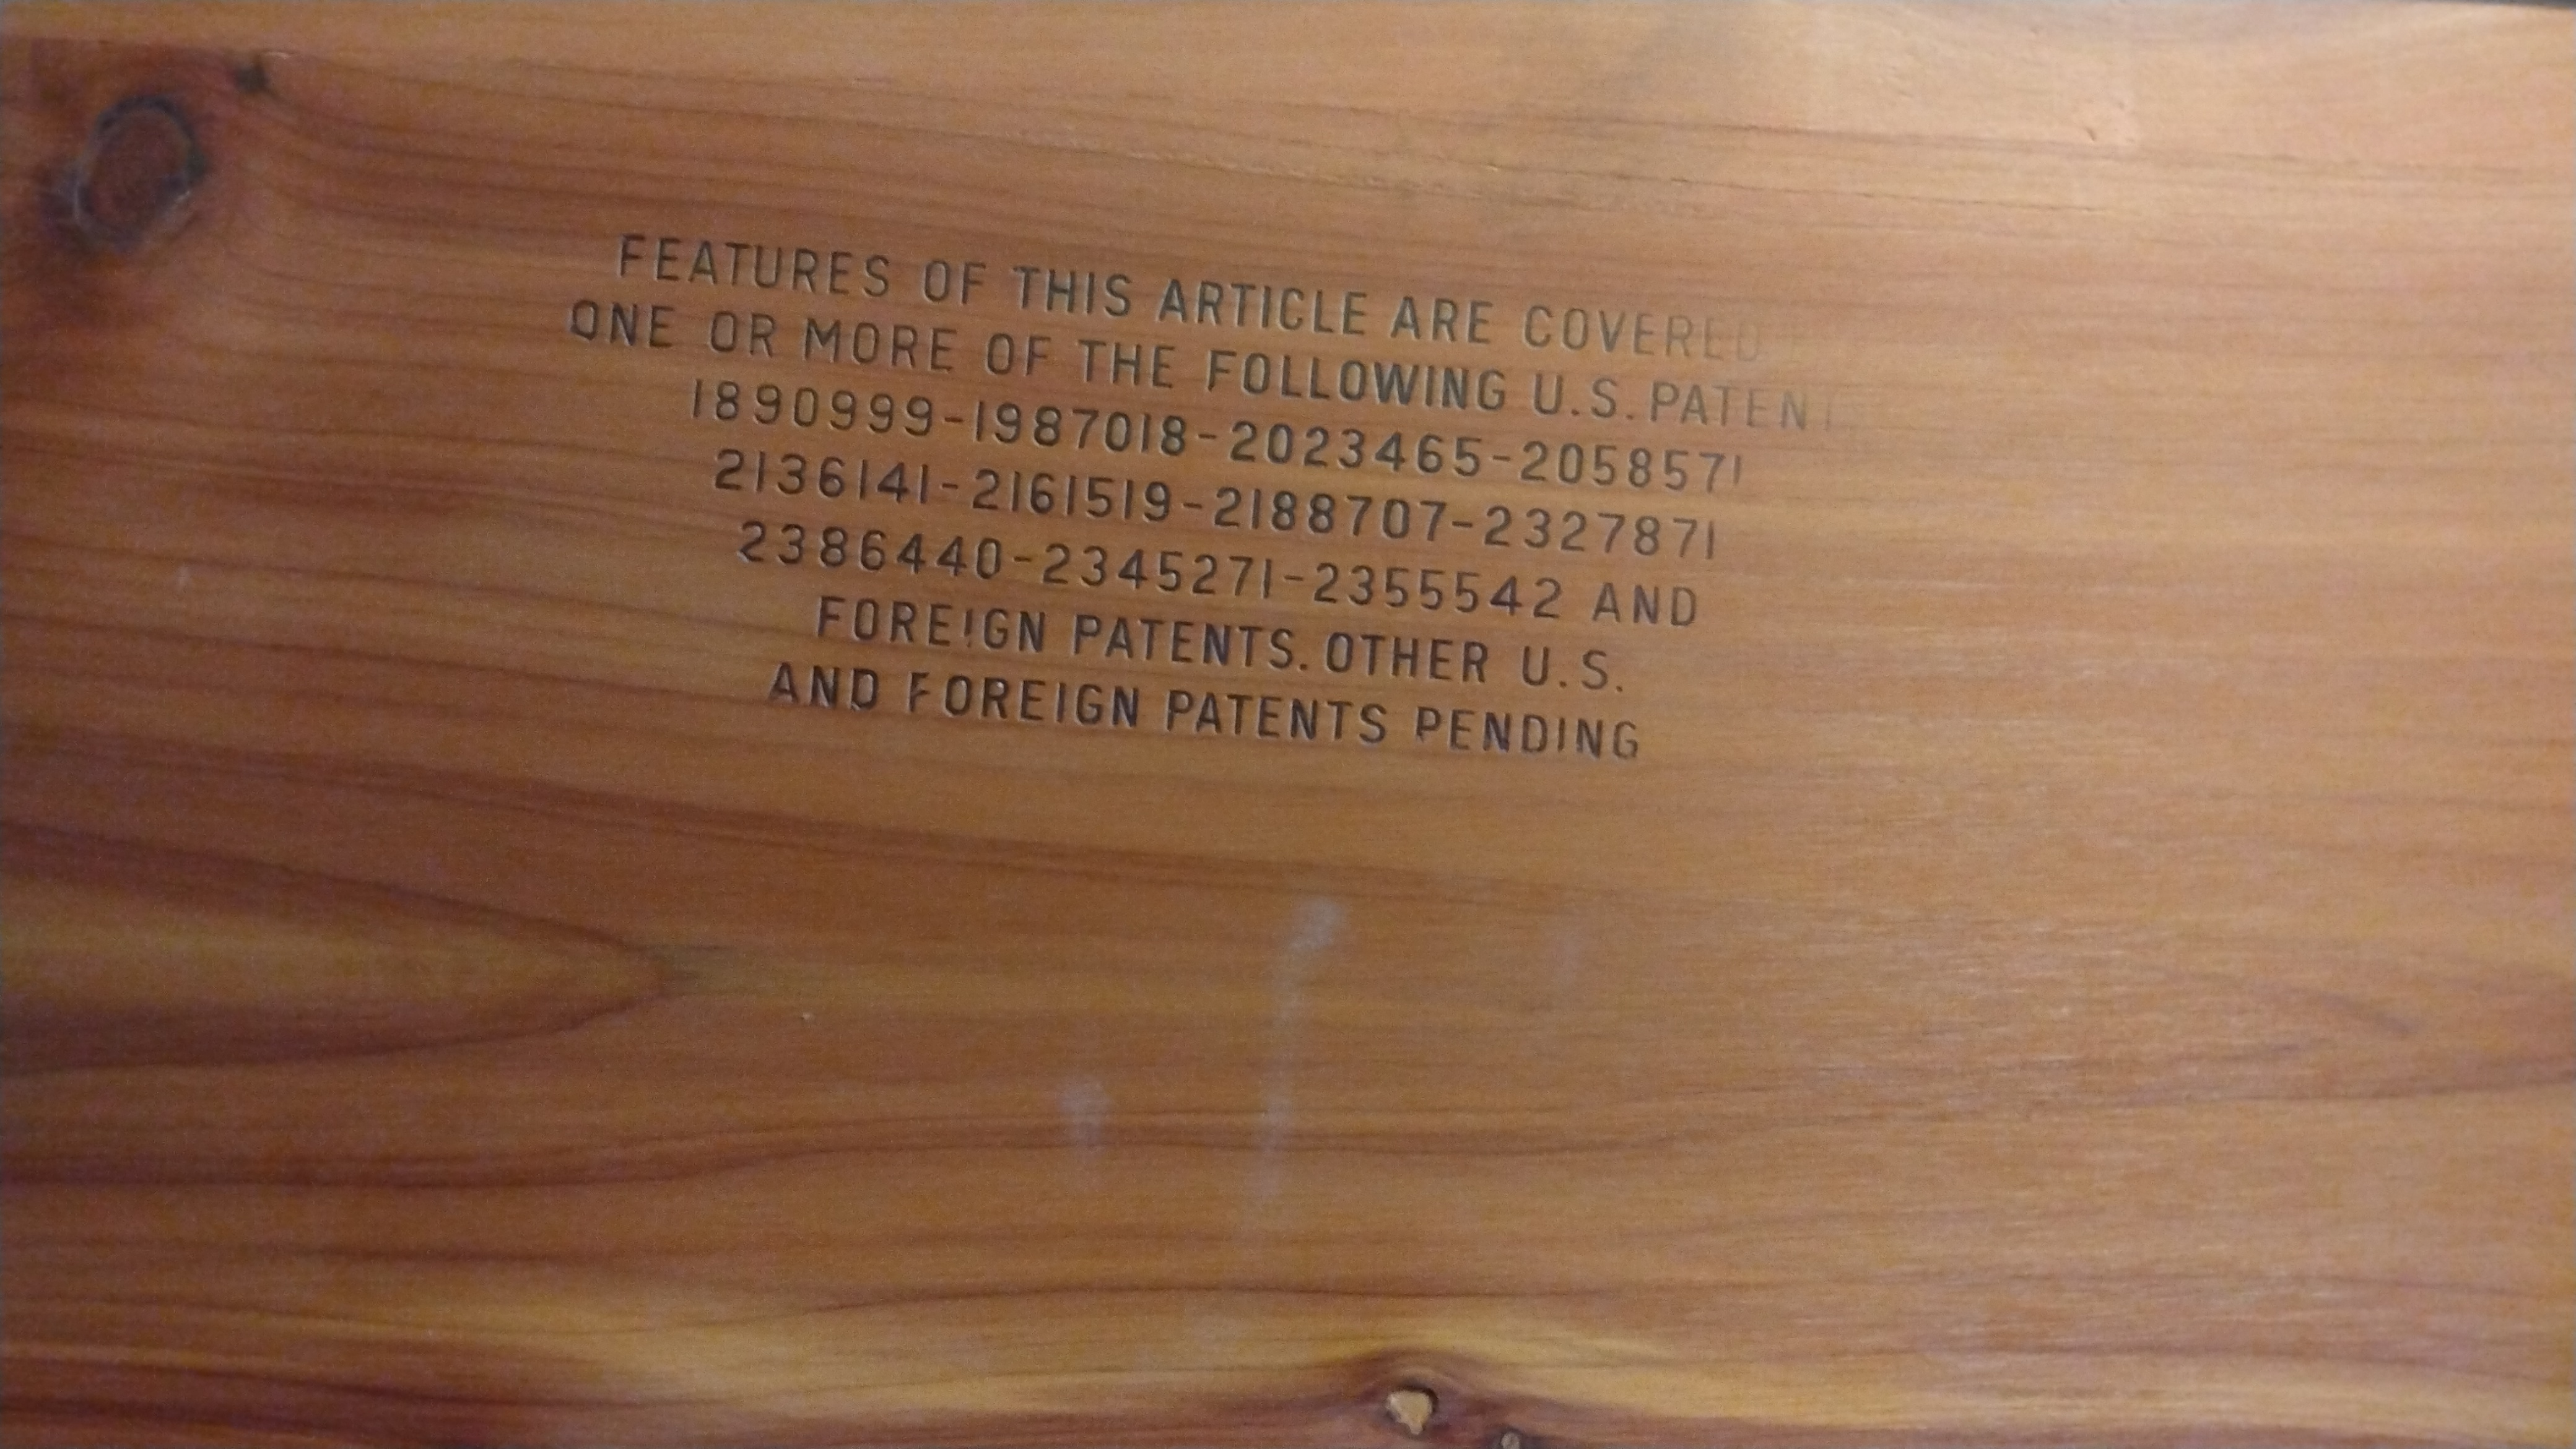 FEATURES OF THIS ARTICLE ARE COVERED
ONE OR MORE OF THE FOLLOWING U.S. PATENT
1890999-1987018-2023465-2058571
2136141-2161519-2188707-2327871
2386440-2345271-2355542 AND
FOREIGN PATENTS. OTHER U.S.
AND FOREIGN PATENTS PENDING